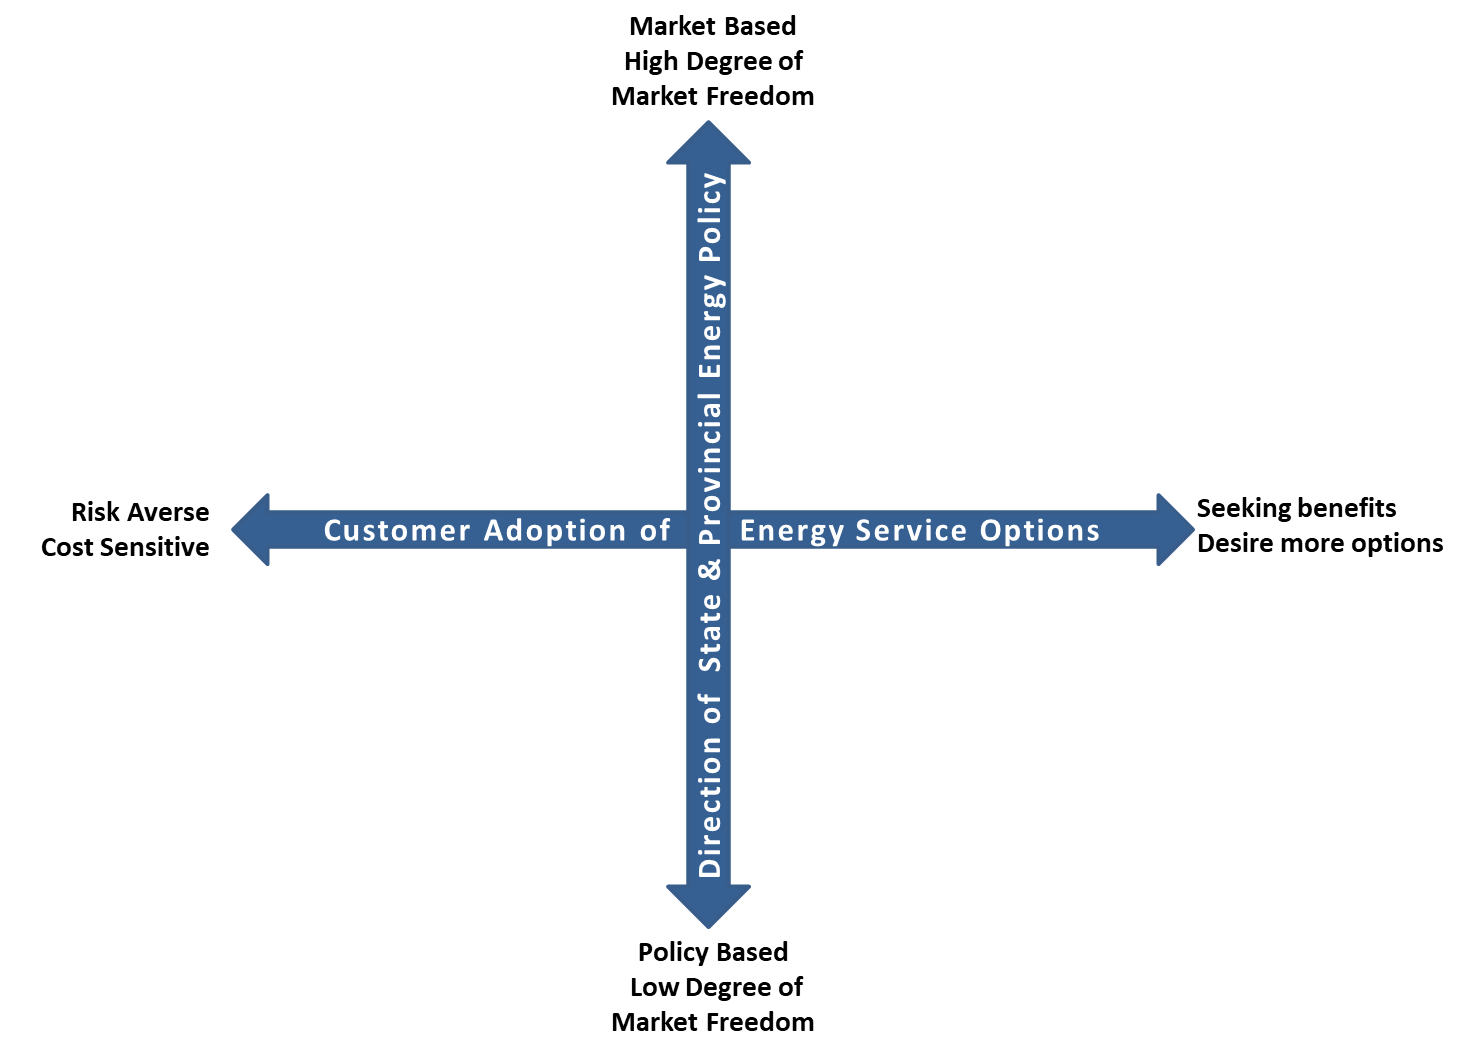 Market Based
High Degree of
Market Freedom
Direction of State & Provincial Energy Policy
Risk Averse
Cost Sensitive
Customer Adoption of Energy Service Options
Seeking benefits
Desire more options
Policy Based
Low Degree of
Market Freedom